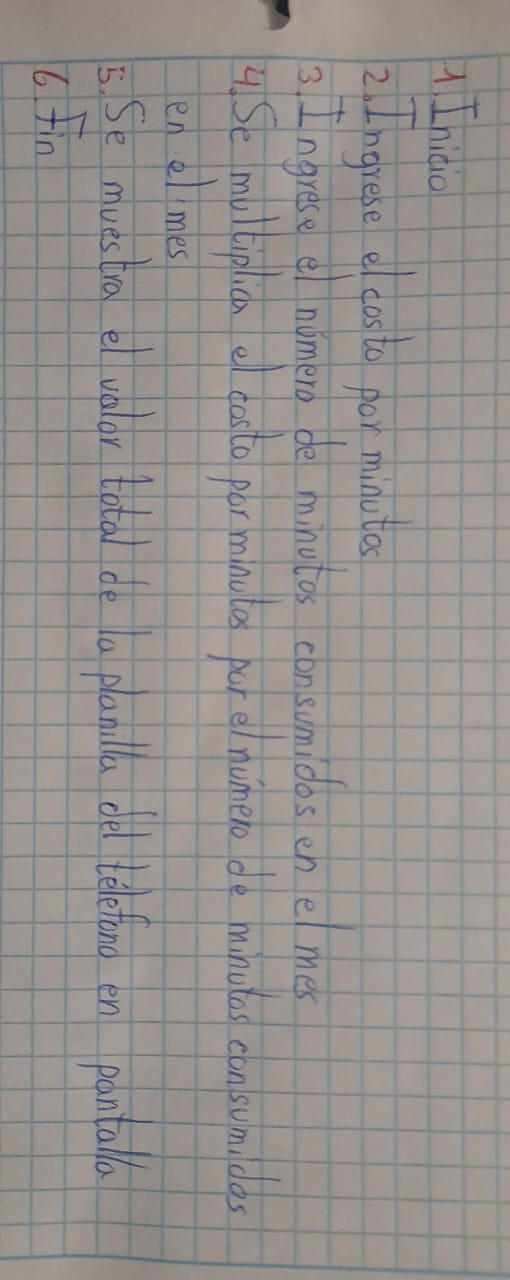 1. Inicio
2. Ingrese el costo por minutos
3. Ingrese el número de minutos consumidos en el mes
4. Se multiplica el costo por minutos por el número de minutos consumidos
en el mes
5. Se muestra el valor total de la planilla del télefono en pantalla
6. Fin